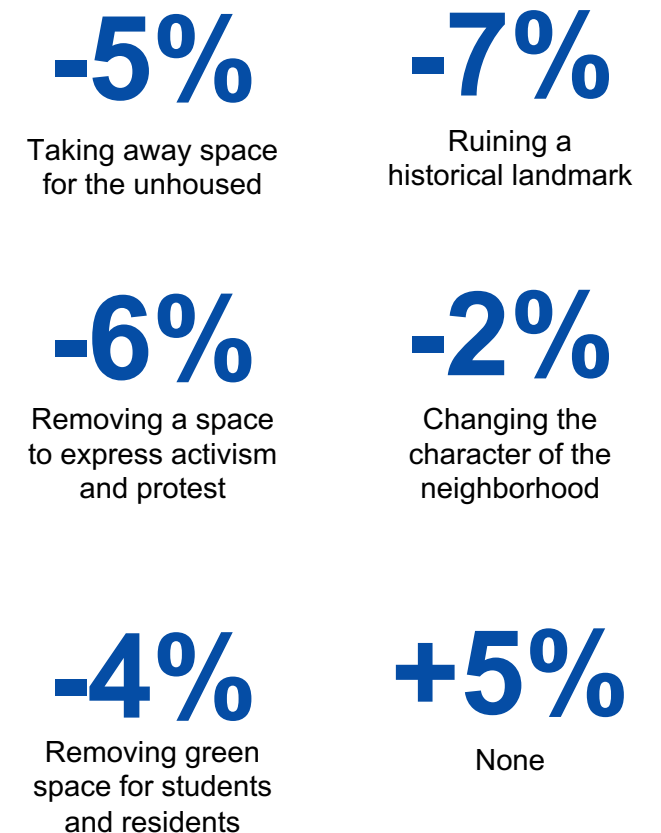 -5%
Taking away space
for the unhoused
-7%
Ruining a
historical landmark
-6%
Removing a space
to express activism
and protest
-2%
Changing the
character of the
neighborhood
-4%
Removing green
space for students
and residents
+5%
None